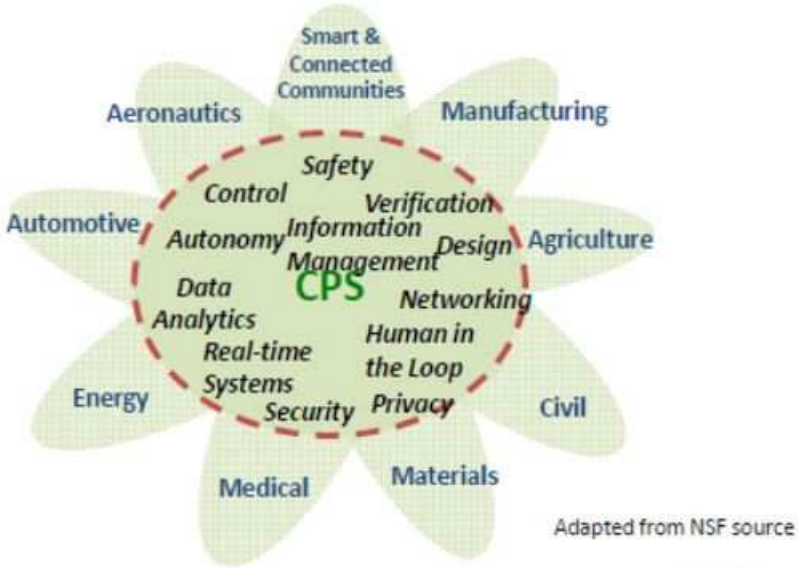 Smart &
Connected
Communities
Aeronautics
Manufacturing
Safety
Control
Verification
Automotive
Information
Autonomy
Management
Design
Agriculture
Data
Analytics
CPS
Networking
Real-time
Systems
Human in
the Loop
Energy
Security
Privacy
Civil
Medical
Materials
Adapted from NSF source